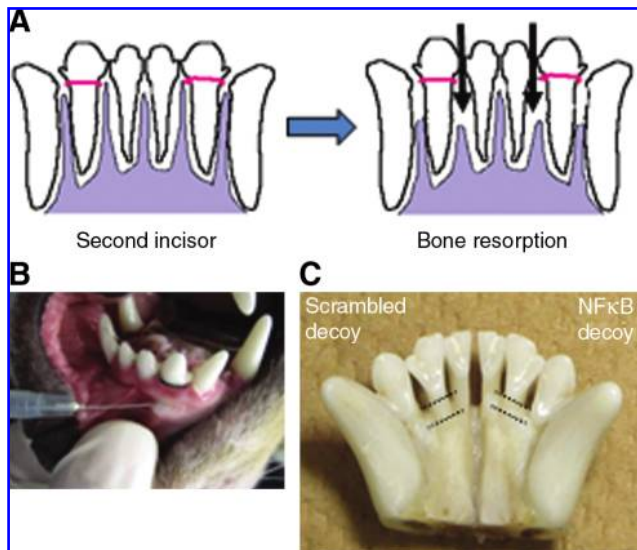 A
Second incisor
Bone resorption
B
C
Scrambled
decoy
NFκB
decoy